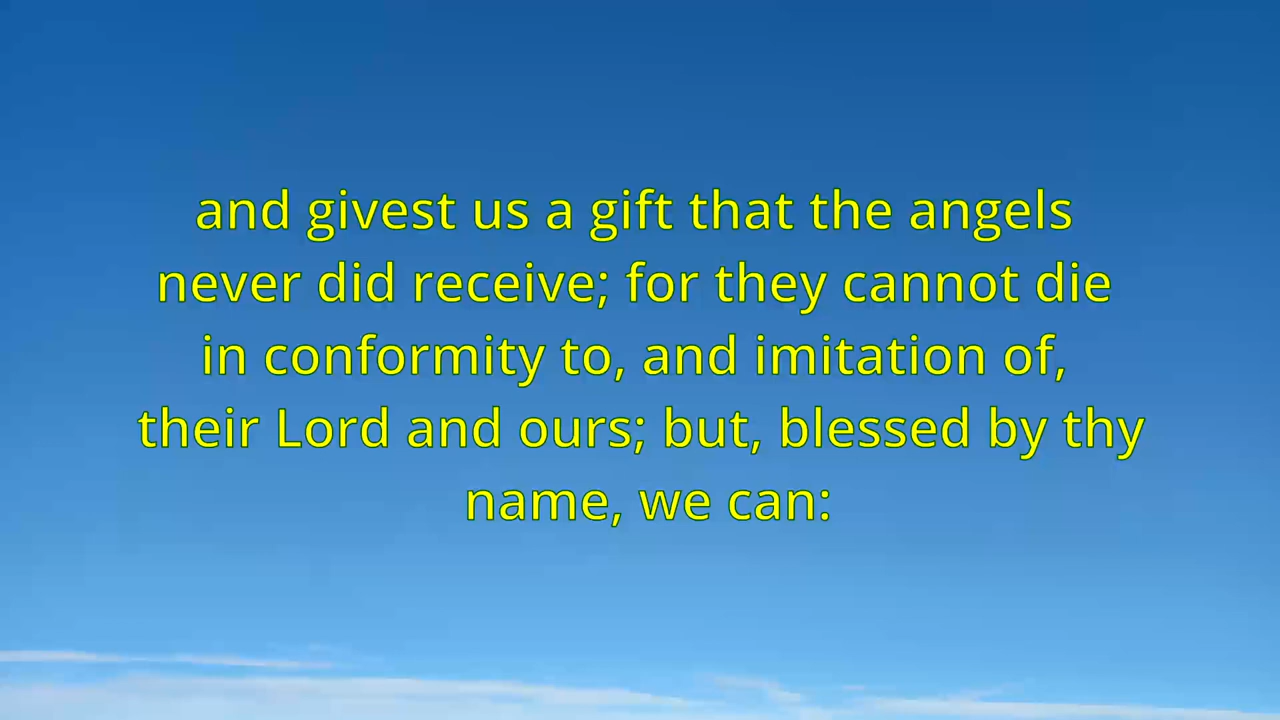 and givest us a gift that the angels
never did receive; for they cannot die
in conformity to, and imitation of,
their Lord and ours; but, blessed by thy
name, we can: